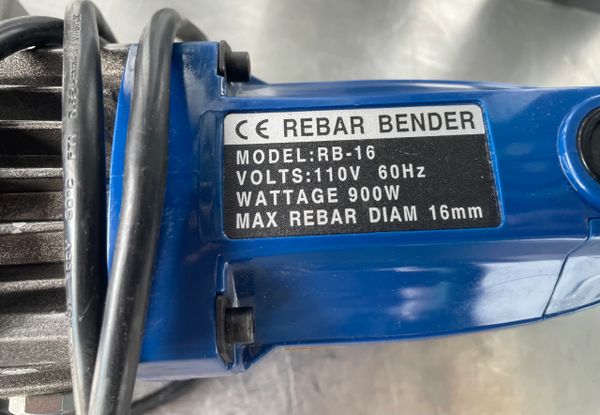 CE REBAR BENDER
MODEL:RB-16
VOLTS:110V 60Hz
WATTAGE 900W
MAX REBAR DIAM 16mm